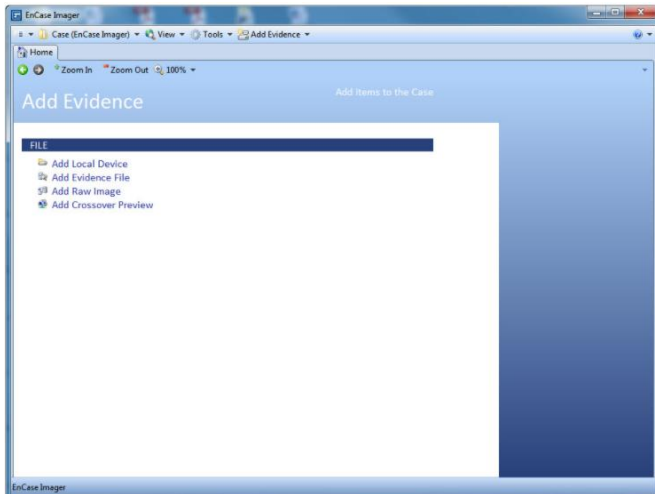 EnCase Imager
Case (EnCase Imager) View Tools Add Evidence
Home
Zoom In Zoom Out 100%
Add Evidence
Add Items to the Case
FILE
Add Local Device
Add Evidence File
Add Raw Image
Add Crossover Preview
EnCase Imager